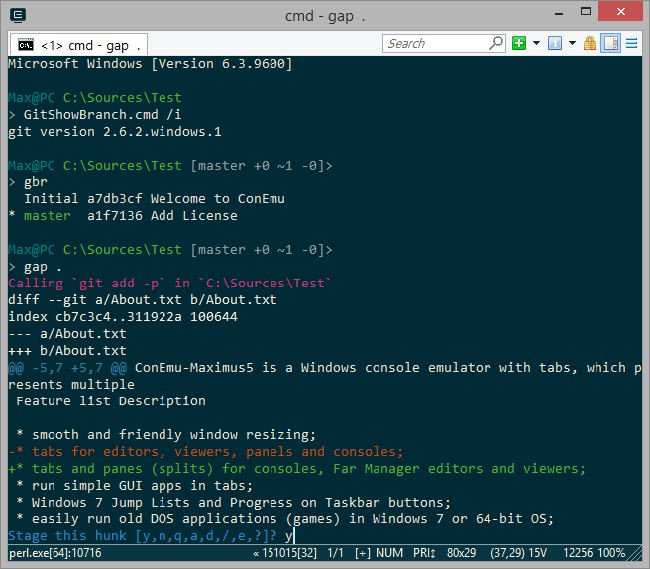 cmd - gap .
<1> cmd - gap .
Search
Microsoft Windows [Version 6.3.9600]
Max@PC C:\Sources\Test
> GitShowBranch.cmd /i
git version 2.6.2.windows.1
Max@PC C:\Sources\Test [master +0 ~1 -0]>
> gbr
Initial a7db3cf Welcome to ConEmu
* master a1f7136 Add License
Max@PC C:\Sources\Test [master +0 ~1 -0]>
> gap .
Calling `git add -p` in `C:\Sources\Test`
diff --git a/About.txt b/About.txt
index cb7c3c4..311922a 100644
--- a/About.txt
+++ b/About.txt
@@ -5,7 +5,7 @@ ConEmu-Maximus5 is a Windows console emulator with tabs, which p
resents multiple
Feature list Description
* smooth and friendly window resizing;
-* tabs for editors, viewers, panels and consoles;
+* tabs and panes (splits) for consoles, Far Manager editors and viewers;
* run simple GUI apps in tabs;
* Windows 7 Jump Lists and Progress on Taskbar buttons;
* easily run old DOS applications (games) in Windows 7 or 64-bit OS;
Stage this hunk [y,n,q,a,d,/,e,?]? y
perl.exe[64]:10716 « 151015[32] 1/1 [+] NUM PRI↕ 80x29 (37,29) 15V 12256 100%